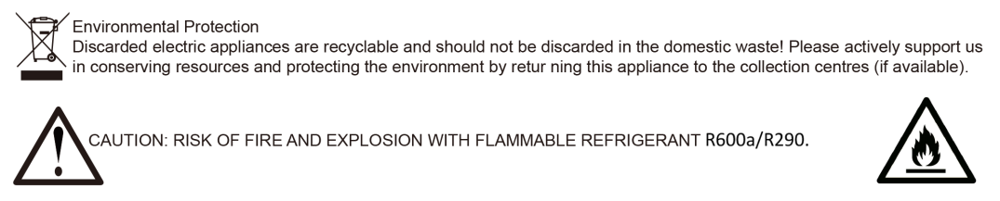 Environmental Protection
Discarded electric appliances are recyclable and should not be discarded in the domestic waste! Please actively support us
in conserving resources and protecting the environment by retur ning this appliance to the collection centres (if available).
CAUTION: RISK OF FIRE AND EXPLOSION WITH FLAMMABLE REFRIGERANT R600a/R290.